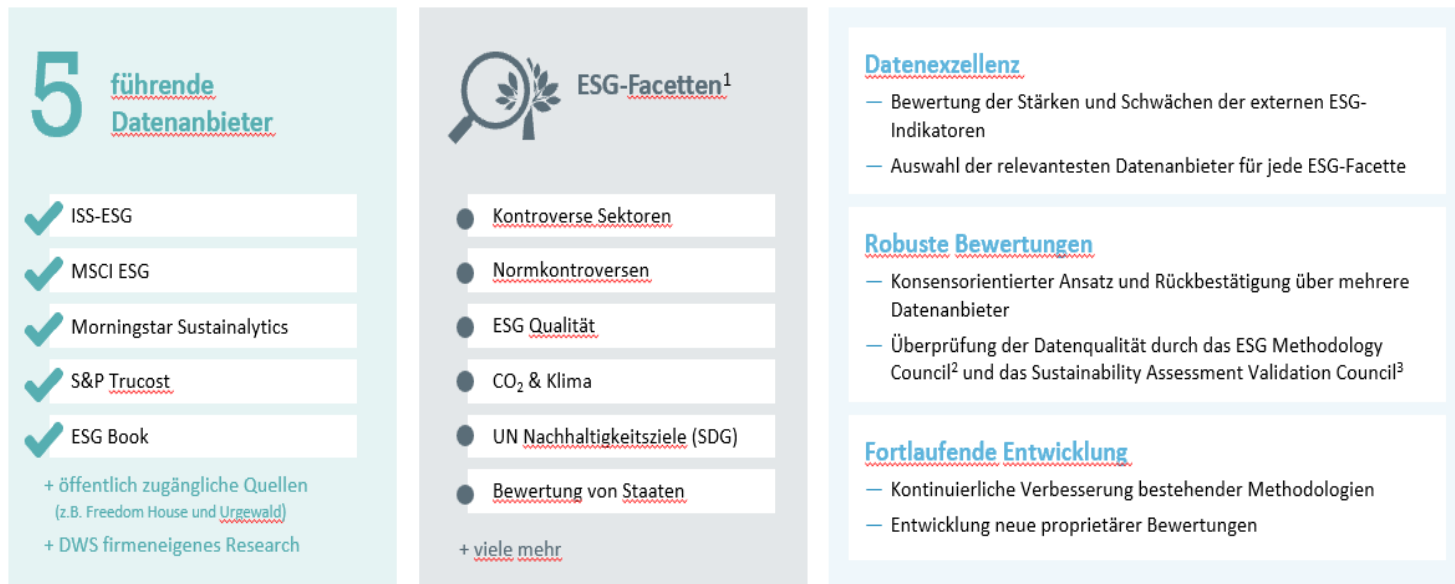 5 führende
Datenanbieter
ISS-ESG
MSCI ESG
Morningstar Sustainalytics
S&P Trucost
ESG Book
+ öffentlich zugängliche Quellen
(z.B. Freedom House und Urgewald)
+ DWS firmeneigenes Research
ESG-Facetten¹
Kontroverse Sektoren
Normkontroversen
ESG Qualität
CO₂ & Klima
UN Nachhaltigkeitsziele (SDG)
Bewertung von Staaten
+ viele mehr
Datenexzellenz
— Bewertung der Stärken und Schwächen der externen ESG-
Indikatoren
— Auswahl der relevantesten Datenanbieter für jede ESG-Facette
Robuste Bewertungen
— Konsensorientierter Ansatz und Rückbestätigung über mehrere
Datenanbieter
— Überprüfung der Datenqualität durch das ESG Methodology
Council² und das Sustainability Assessment Validation Council³
Fortlaufende Entwicklung
— Kontinuierliche Verbesserung bestehender Methodologien
— Entwicklung neue proprietärer Bewertungen